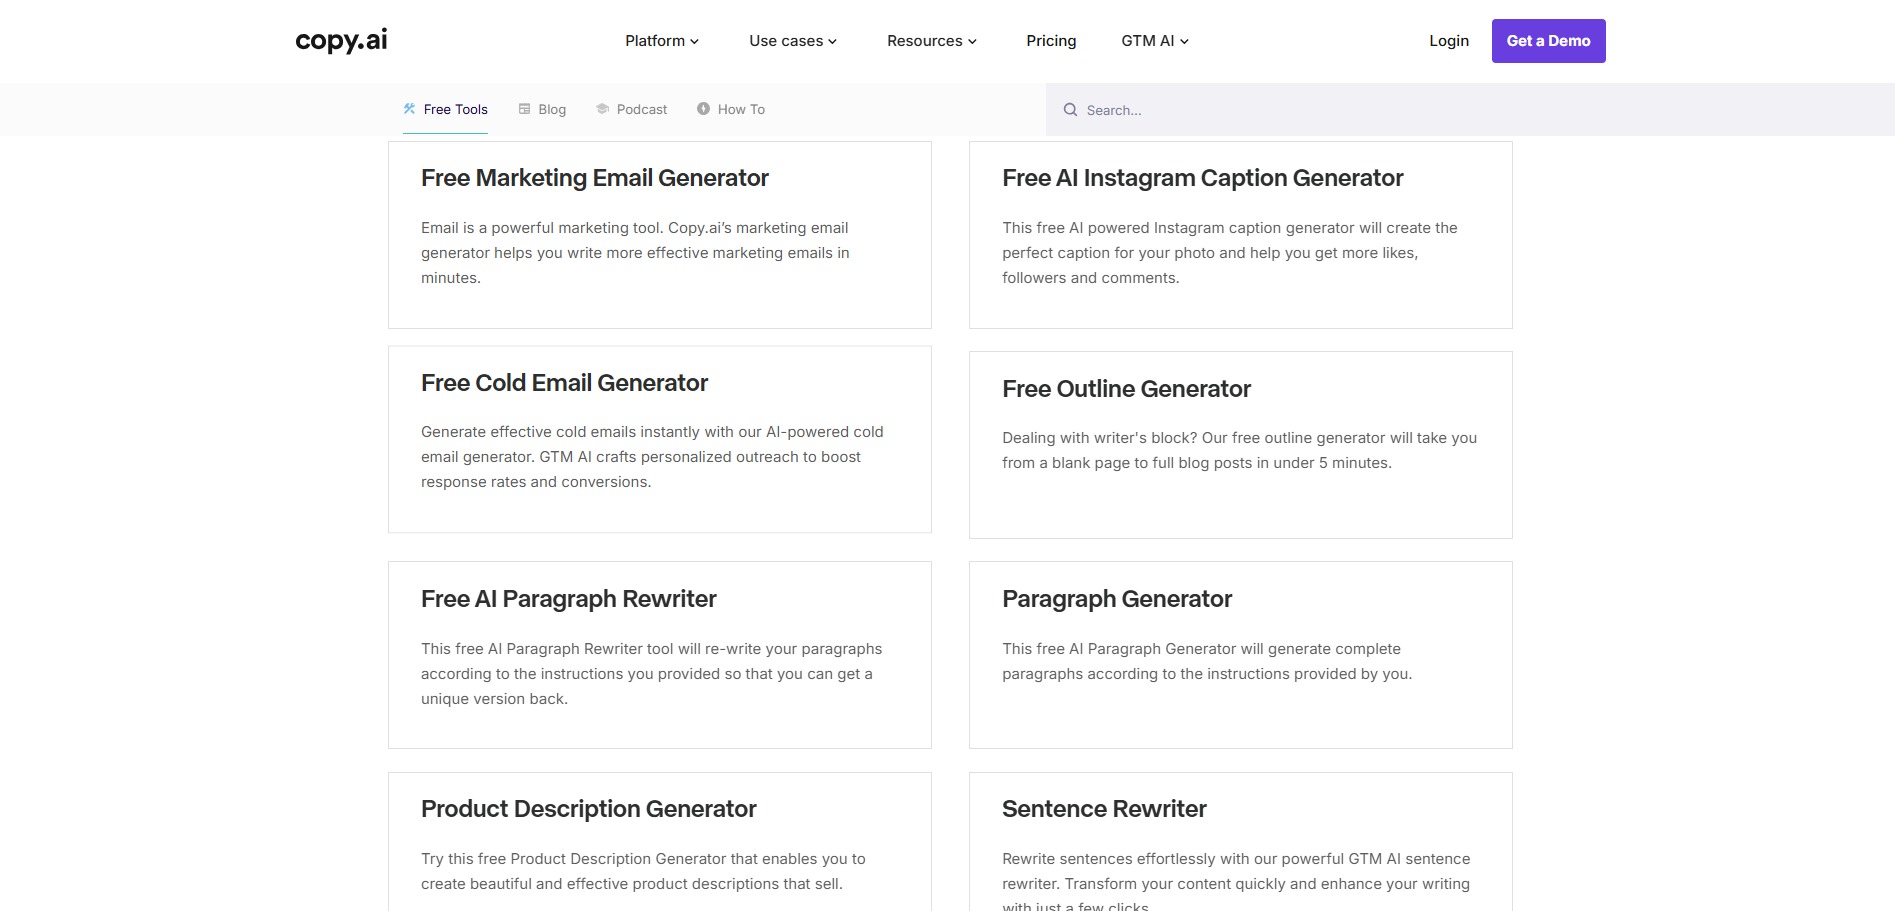 copy.ai
Platform
Use cases
Resources
Pricing
GTM AI
Login
Get a Demo
Free Tools
Blog
Podcast
How To
Search...
Free Marketing Email Generator
Email is a powerful marketing tool. Copy.ai’s marketing email
generator helps you write more effective marketing emails in
minutes.
Free AI Instagram Caption Generator
This free AI powered Instagram caption generator will create the
perfect caption for your photo and help you get more likes,
followers and comments.
Free Cold Email Generator
Generate effective cold emails instantly with our AI-powered cold
email generator. GTM AI crafts personalized outreach to boost
response rates and conversions.
Free Outline Generator
Dealing with writer's block? Our free outline generator will take you
from a blank page to full blog posts in under 5 minutes.
Free AI Paragraph Rewriter
This free AI Paragraph Rewriter tool will re-write your paragraphs
according to the instructions you provided so that you can get a
unique version back.
Paragraph Generator
This free AI Paragraph Generator will generate complete
paragraphs according to the instructions provided by you.
Product Description Generator
Try this free Product Description Generator that enables you to
create beautiful and effective product descriptions that sell.
Sentence Rewriter
Rewrite sentences effortlessly with our powerful GTM AI sentence
rewriter. Transform your content quickly and enhance your writing
with just a few clicks.